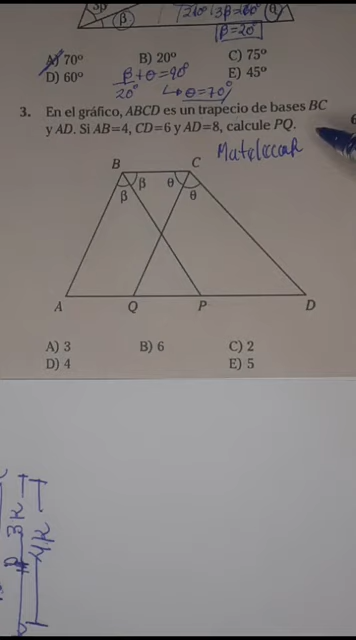 3β
β
3β=60°
θ
β=20°
A) 70° B) 20° C) 75°
D) 60° β+θ=90° E) 45°
20° ↳θ=70°
3. En el gráfico, ABCD es un trapecio de bases BC
y AD. Si AB=4, CD=6 y AD=8, calcule PQ.
B C
β θ
β θ
A Q P D
A) 3 B) 6 C) 2
D) 4 E) 5
3K
4K